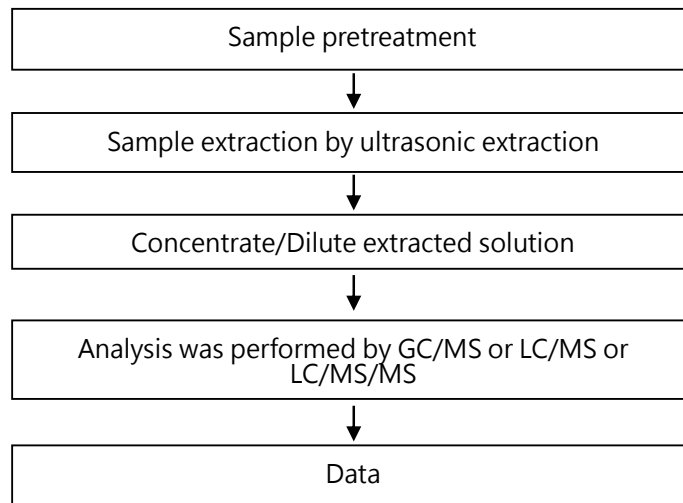 Sample pretreatment
Sample extraction by ultrasonic extraction
Concentrate/Dilute extracted solution
Analysis was performed by GC/MS or LC/MS or
LC/MS/MS
Data